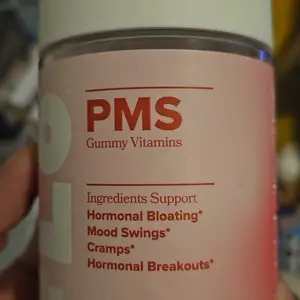 PMS
Gummy Vitamins
Ingredients Support
Hormonal Bloating*
Mood Swings*
Cramps*
Hormonal Breakouts*